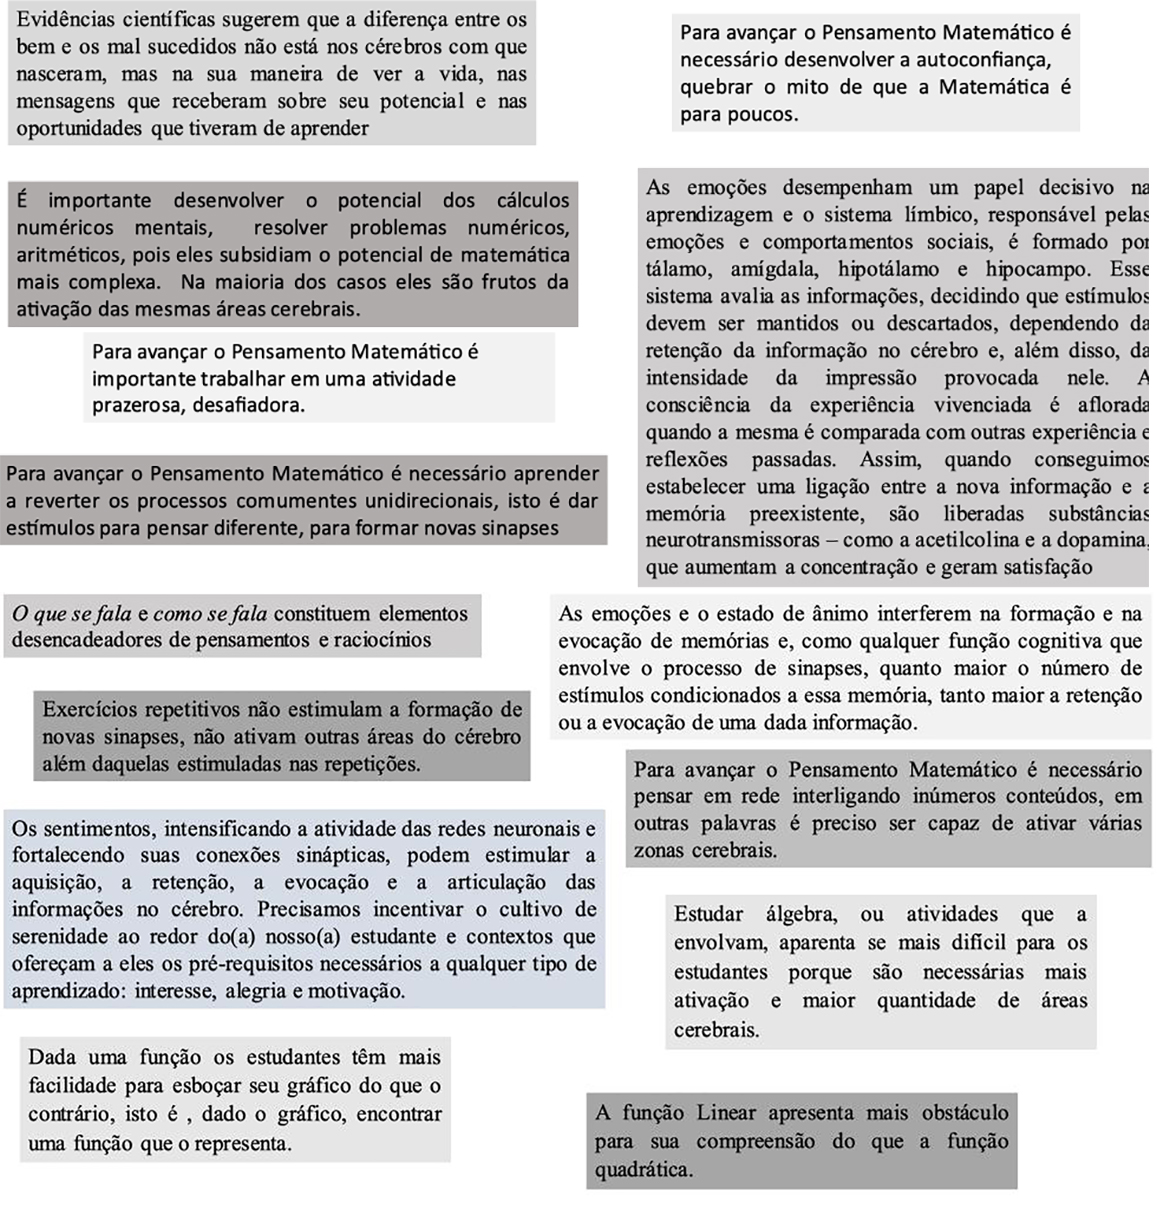 Evidências científicas sugerem que a diferença entre os
bem e os mal sucedidos não está nos cérebros com que
nasceram, mas na sua maneira de ver a vida, nas
mensagens que receberam sobre seu potencial e nas
oportunidades que tiveram de aprender
Para avançar o Pensamento Matemático é
necessário desenvolver a autoconfiança,
quebrar o mito de que a Matemática é
para poucos.
É importante desenvolver o potencial dos cálculos
numéricos mentais, resolver problemas numéricos,
aritméticos, pois eles subsidiam o potencial de matemática
mais complexa. Na maioria dos casos eles são frutos da
ativação das mesmas áreas cerebrais.
As emoções desempenham um papel decisivo na
aprendizagem e o sistema límbico, responsável pelas
emoções e comportamentos sociais, é formado por
tálamo, amígdala, hipotálamo e hipocampo. Esse
sistema avalia as informações, decidindo que estímulos
devem ser mantidos ou descartados, dependendo da
retenção da informação no cérebro e, além disso, da
intensidade da impressão provocada nele. A
consciência da experiência vivenciada é aflorada
quando a mesma é comparada com outras experiência e
reflexões passadas. Assim, quando conseguimos
estabelecer uma ligação entre a nova informação e a
memória preexistente, são liberadas substâncias
neurotransmissoras – como a acetilcolina e a dopamina,
que aumentam a concentração e geram satisfação
Para avançar o Pensamento Matemático é
importante trabalhar em uma atividade
prazerosa, desafiadora.
Para avançar o Pensamento Matemático é necessário aprender
a reverter os processos comumentes unidirecionais, isto é dar
estímulos para pensar diferente, para formar novas sinapses
O que se fala e como se fala constituem elementos
desencadeadores de pensamentos e raciocínios
As emoções e o estado de ânimo interferem na formação e na
evocação de memórias e, como qualquer função cognitiva que
envolve o processo de sinapses, quanto maior o número de
estímulos condicionados a essa memória, tanto maior a retenção
ou a evocação de uma dada informação.
Exercícios repetitivos não estimulam a formação de
novas sinapses, não ativam outras áreas do cérebro
além daquelas estimuladas nas repetições.
Para avançar o Pensamento Matemático é necessário
pensar em rede interligando inúmeros conteúdos, em
outras palavras é preciso ser capaz de ativar várias
zonas cerebrais.
Os sentimentos, intensificando a atividade das redes neuronais e
fortalecendo suas conexões sinápticas, podem estimular a
aquisição, a retenção, a evocação e a articulação das
informações no cérebro. Precisamos incentivar o cultivo de
serenidade ao redor do(a) nosso(a) estudante e contextos que
ofereçam a eles os pré-requisitos necessários a qualquer tipo de
aprendizado: interesse, alegria e motivação.
Estudar álgebra, ou atividades que a
envolvam, aparenta se mais difícil para os
estudantes porque são necessárias mais
ativação e maior quantidade de áreas
cerebrais.
Dada uma função os estudantes têm mais
facilidade para esboçar seu gráfico do que o
contrário, isto é , dado o gráfico, encontrar
uma função que o representa.
A função Linear apresenta mais obstáculo
para sua compreensão do que a função
quadrática.